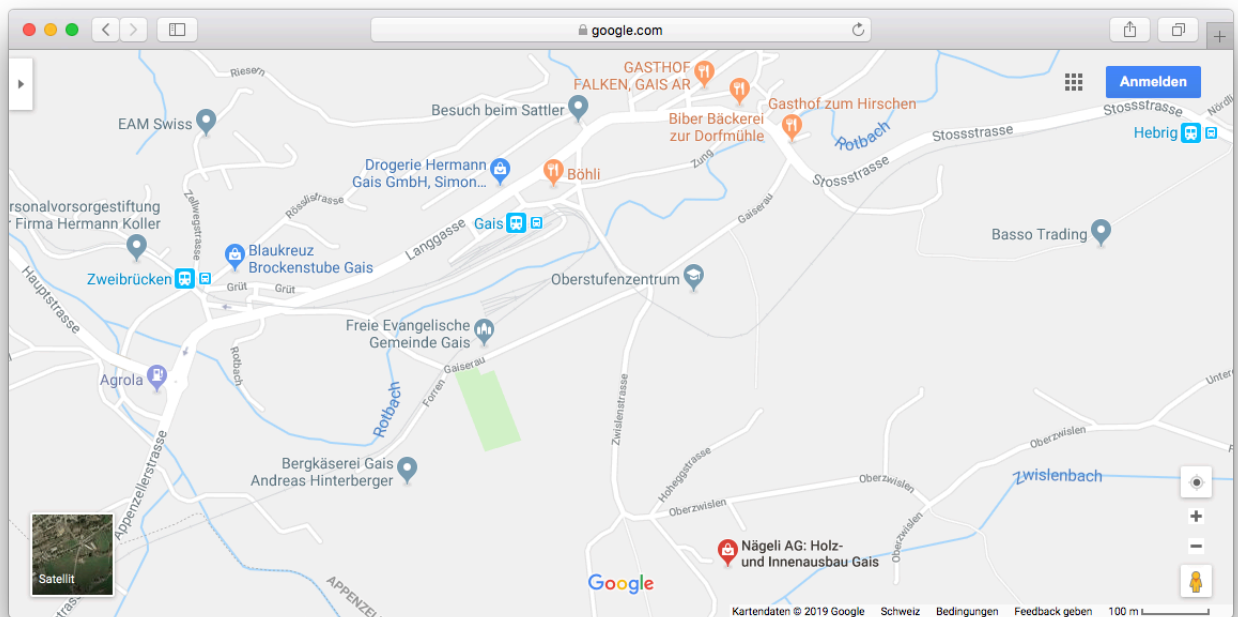 google.com
Anmelden
Riesern
GASTHOF
FALKEN, GAIS AR
Besuch beim Sattler
EAM Swiss
Biber Bäckerei
zur Dorfmühle
Gasthof zum Hirschen
Rotbach
Stossstrasse
Stossstrasse
Stossstrasse
Nördli
Hebrig
Drogerie Hermann
Gais GmbH, Simon...
Böhli
Zung
Zellwegstrasse
Rösslistrasse
rsonalvorsorgestiftung
Firma Hermann Koller
Gais
Langgasse
Gaiserau
Basso Trading
Blaukreuz
Brockenstube Gais
Zweibrücken
Hauptstrasse
Grüt
Grüt
Oberstufenzentrum
Freie Evangelische
Gemeinde Gais
Rotbach
Gaiserau
Agrola
Forren
Rotbach
Zwislenstrasse
Unter
Oberzwislen
Bergkäserei Gais
Andreas Hinterberger
Appenzellerstrasse
Hoheggstrasse
Oberzwislen
Zwislenbach
Oberzwislen
Oberzwislen
Nägeli AG: Holz-
und Innenausbau Gais
Satellit
APPENZEL
Google
Kartendaten © 2019 Google Schweiz Bedingungen Feedback geben 100 m